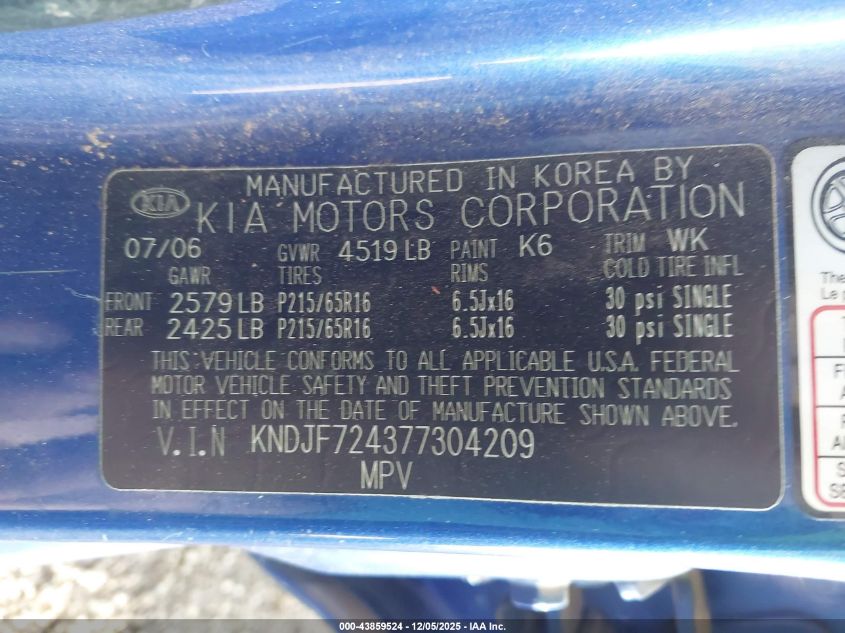 MANUFACTURED IN KOREA BY
KIA KIA MOTORS CORPORATION
07/06 GVWR 4519 LB PAINT K6 TRIM WK
GAWR TIRES RIMS COLD TIRE INFL
FRONT 2579 LB P215/65R16 6.5Jx16 30 psi SINGLE
REAR 2425 LB P215/65R16 6.5Jx16 30 psi SINGLE
THIS VEHICLE CONFORMS TO ALL APPLICABLE U.S.A. FEDERAL
MOTOR VEHICLE SAFETY AND THEFT PREVENTION STANDARDS
IN EFFECT ON THE DATE OF MANUFACTURE SHOWN ABOVE.
V.I.N KNDJF724377304209
MPV
The
Le p
000-43859524 - 12/05/2025 - IAA Inc.